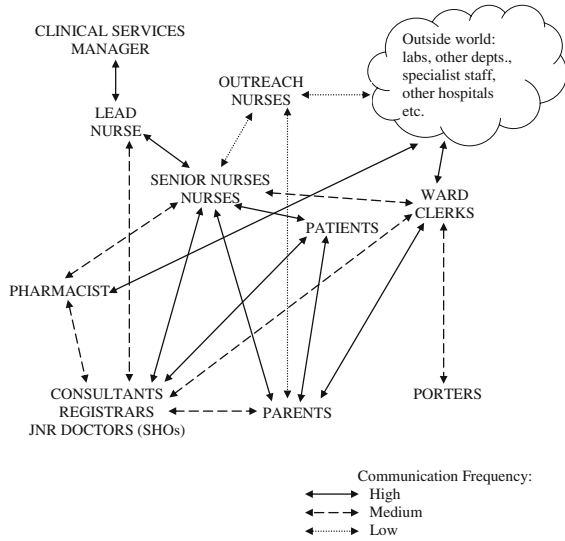 CLINICAL SERVICES
MANAGER
Outside world:
labs, other depts.,
specialist staff,
other hospitals
etc.
OUTREACH
NURSES
LEAD
NURSE
SENIOR NURSES
NURSES
WARD
CLERKS
PATIENTS
PHARMACIST
CONSULTANTS
REGISTRARS
JNR DOCTORS (SHOs)
PARENTS
PORTERS
Communication Frequency:
High
Medium
Low